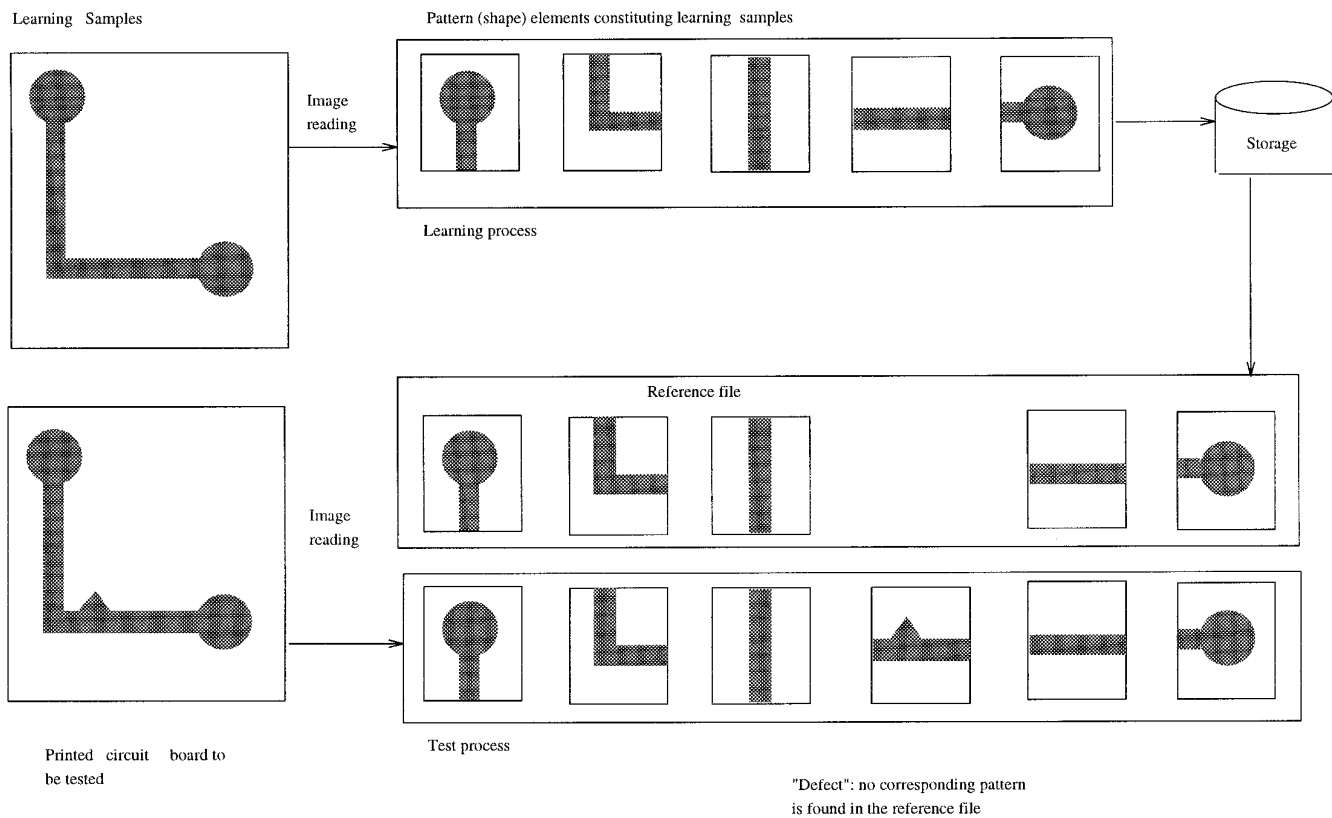 Learning Samples
Pattern (shape) elements constituting learning samples
Image
reading
Storage
Learning process
Reference file
Image
reading
Test process
Printed circuit board to
be tested
"Defect": no corresponding pattern
is found in the reference file